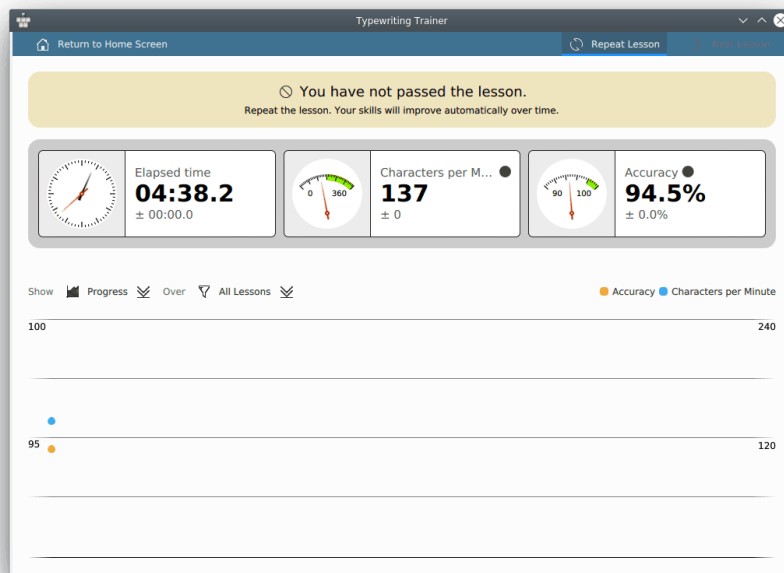 Typewriting Trainer
Return to Home Screen
Repeat Lesson
Next Lesson
You have not passed the lesson.
Repeat the lesson. Your skills will improve automatically over time.
Elapsed time
04:38.2
± 00:00.0
0 360
Characters per M...
137
± 0
90 100
Accuracy
94.5%
± 0.0%
Show Progress Over All Lessons
Accuracy Characters per Minute
100 240
95 120